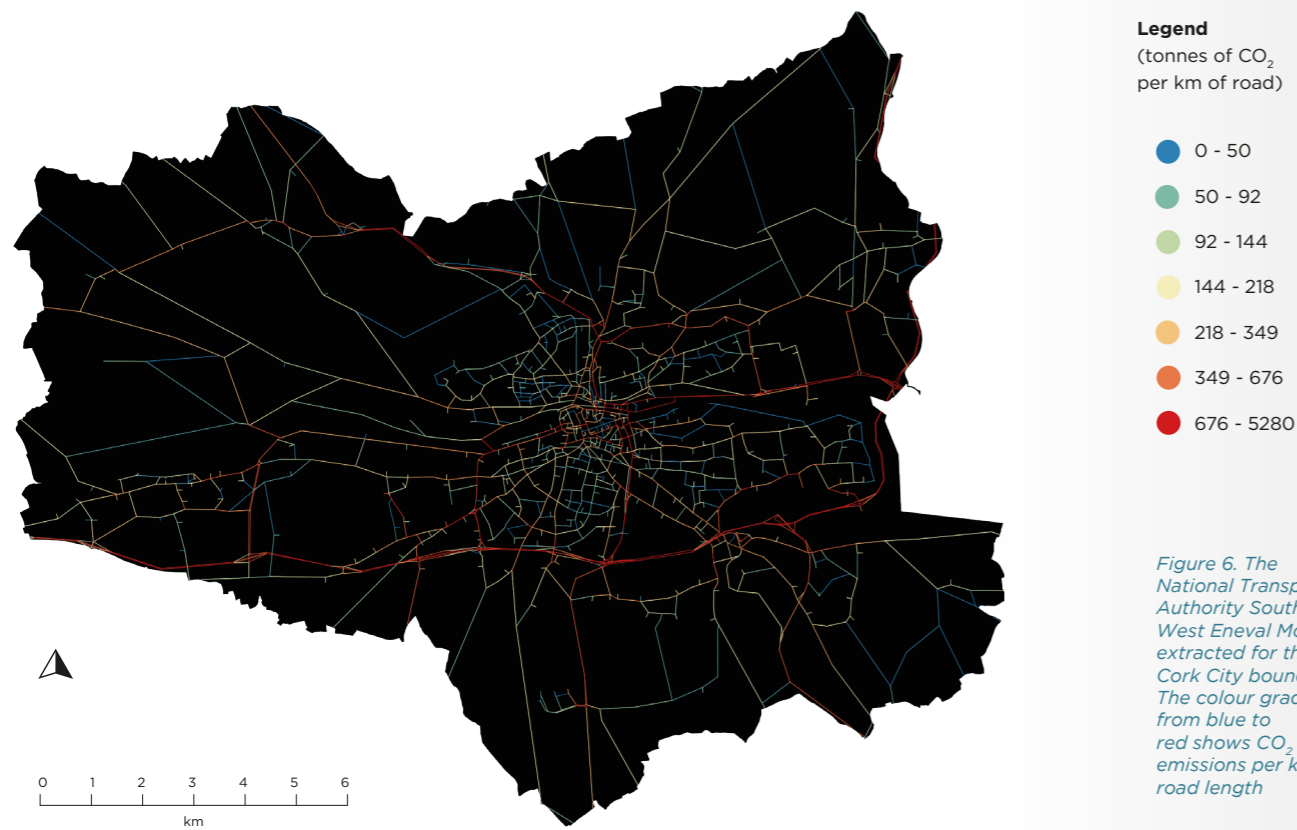 Legend
(tonnes of CO2
per km of road)
0 - 50
50 - 92
92 - 144
144 - 218
218 - 349
349 - 676
676 - 5280
Figure 6. The
National Transp
Authority South
West Eneval Mo
extracted for th
Cork City boun
The colour grad
from blue to
red shows CO2
emissions per k
road length
0 1 2 3 4 5 6
km